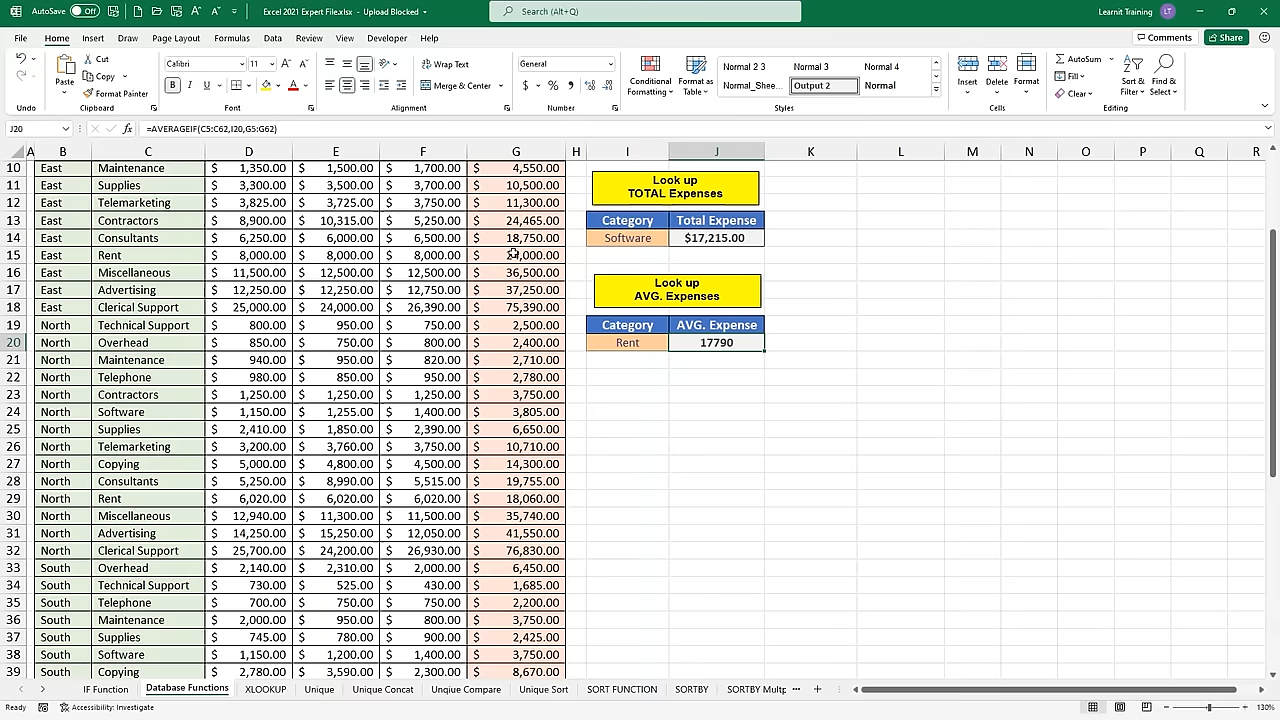 AutoSave Off Excel 2021 Expert File.xlsx - Upload Blocked Search (Alt+Q) Learnit Training LT
File Home Insert Draw Page Layout Formulas Data Review View Developer Help Comments Share
Undo
Paste Cut Copy Format Painter Clipboard
Calibri 11 B I U Font
Wrap Text Merge & Center Alignment
General $ % Number
Conditional Formatting Format as Table
Normal 2 3 Normal 3 Normal 4
Normal_Shee... Output 2 Normal
Styles
Insert Delete Format Cells
AutoSum Fill Clear Sort & Filter Find & Select Editing
J20 fx =AVERAGEIF(C5:C62,I20,G5:G62)
A B C D E F G H I J K L M N O P Q R
10 East Maintenance $ 1,350.00 $ 1,500.00 $ 1,700.00 $ 4,550.00
11 East Supplies $ 3,300.00 $ 3,500.00 $ 3,700.00 $ 10,500.00
12 East Telemarketing $ 3,825.00 $ 3,725.00 $ 3,750.00 $ 11,300.00
13 East Contractors $ 8,900.00 $ 10,315.00 $ 5,250.00 $ 24,465.00
14 East Consultants $ 6,250.00 $ 6,000.00 $ 6,500.00 $ 18,750.00
15 East Rent $ 8,000.00 $ 8,000.00 $ 8,000.00 $ 24,000.00
16 East Miscellaneous $ 11,500.00 $ 12,500.00 $ 12,500.00 $ 36,500.00
17 East Advertising $ 12,250.00 $ 12,250.00 $ 12,750.00 $ 37,250.00
18 East Clerical Support $ 25,000.00 $ 24,000.00 $ 26,390.00 $ 75,390.00
19 North Technical Support $ 800.00 $ 950.00 $ 750.00 $ 2,500.00
20 North Overhead $ 850.00 $ 750.00 $ 800.00 $ 2,400.00
21 North Maintenance $ 940.00 $ 950.00 $ 820.00 $ 2,710.00
22 North Telephone $ 980.00 $ 850.00 $ 950.00 $ 2,780.00
23 North Contractors $ 1,250.00 $ 1,250.00 $ 1,250.00 $ 3,750.00
24 North Software $ 1,150.00 $ 1,255.00 $ 1,400.00 $ 3,805.00
25 North Supplies $ 2,410.00 $ 1,850.00 $ 2,390.00 $ 6,650.00
26 North Telemarketing $ 3,200.00 $ 3,760.00 $ 3,750.00 $ 10,710.00
27 North Copying $ 5,000.00 $ 4,800.00 $ 4,500.00 $ 14,300.00
28 North Consultants $ 5,250.00 $ 8,990.00 $ 5,515.00 $ 19,755.00
29 North Rent $ 6,020.00 $ 6,020.00 $ 6,020.00 $ 18,060.00
30 North Miscellaneous $ 12,940.00 $ 11,300.00 $ 11,500.00 $ 35,740.00
31 North Advertising $ 14,250.00 $ 15,250.00 $ 12,050.00 $ 41,550.00
32 North Clerical Support $ 25,700.00 $ 24,200.00 $ 26,930.00 $ 76,830.00
33 South Overhead $ 2,140.00 $ 2,310.00 $ 2,000.00 $ 6,450.00
34 South Technical Support $ 730.00 $ 525.00 $ 430.00 $ 1,685.00
35 South Telephone $ 700.00 $ 750.00 $ 750.00 $ 2,200.00
36 South Maintenance $ 2,000.00 $ 950.00 $ 800.00 $ 3,750.00
37 South Supplies $ 745.00 $ 780.00 $ 900.00 $ 2,425.00
38 South Software $ 1,150.00 $ 1,200.00 $ 1,400.00 $ 3,750.00
39 South Copying $ 2,780.00 $ 3,590.00 $ 2,300.00 $ 8,670.00
Look up
TOTAL Expenses
Category Total Expense
Software $17,215.00
Look up
AVG. Expenses
Category AVG. Expense
Rent 17790
IF Function Database Functions XLOOKUP Unique Unique Concat Unqiue Compare Unique Sort SORT FUNCTION SORTBY SORTBY Multp ...
Ready Accessibility: Investigate 130%